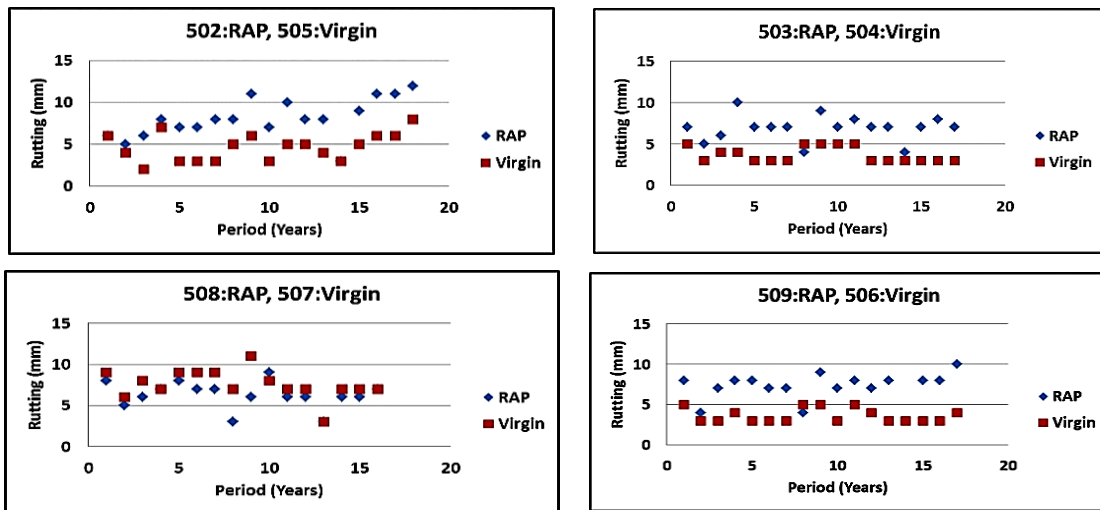 502:RAP, 505:Virgin
15
10
5
0
Rutting (mm)
0 5 10 15 20
Period (Years)
RAP
Virgin
503:RAP, 504:Virgin
15
10
5
0
Rutting (mm)
0 5 10 15 20
Period (Years)
RAP
Virgin
508:RAP, 507:Virgin
15
10
5
0
Rutting (mm)
0 5 10 15 20
Period (Years)
RAP
Virgin
509:RAP, 506:Virgin
15
10
5
0
Rutting (mm)
0 5 10 15 20
Period (Years)
RAP
Virgin